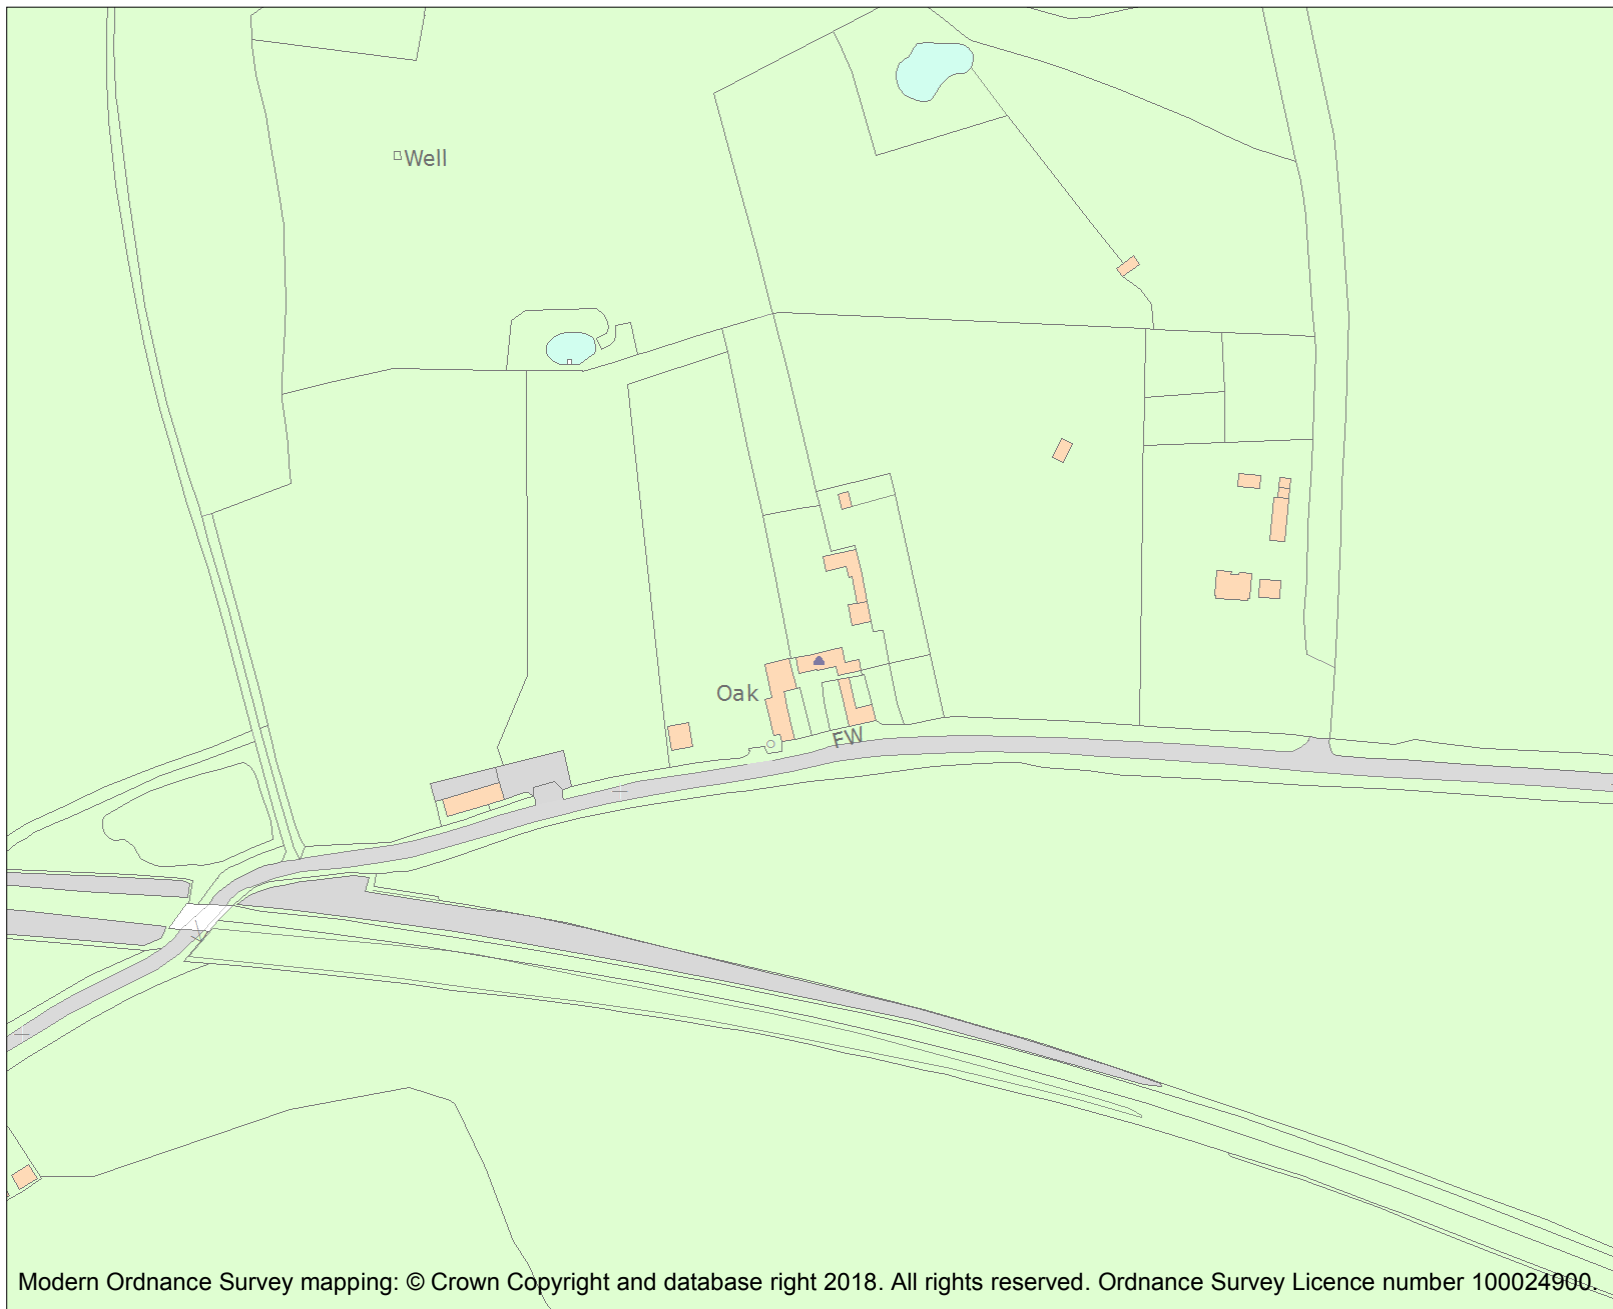 Well
Oak
FW
Modern Ordnance Survey mapping: © Crown Copyright and database right 2018. All rights reserved. Ordnance Survey Licence number 100024900.